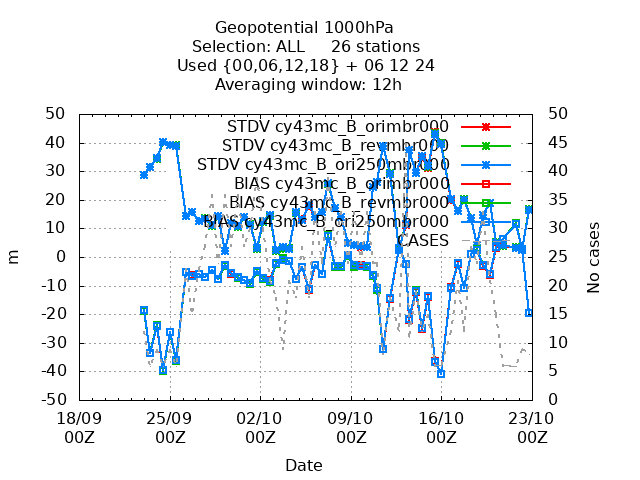 Geopotential 1000hPa
Selection: ALL 26 stations
Used {00,06,12,18} + 06 12 24
Averaging window: 12h
50 50
40 45
30 40
20 35
10 30
0 25
-10 20
-20 15
-30 10
-40 5
-50 0
STDV cy43mc_B_orimbr000
STDV cy43mc_B_revmbr000
STDV cy43mc_B_ori250mbr000
BIAS cy43mc_B_orimbr000
BIAS cy43mc_B_revmbr000
BIAS cy43mc_B_ori250mbr000
CASES
m
No cases
18/09 25/09 02/10 09/10 16/10 23/10
00Z 00Z 00Z 00Z 00Z 00Z
Date